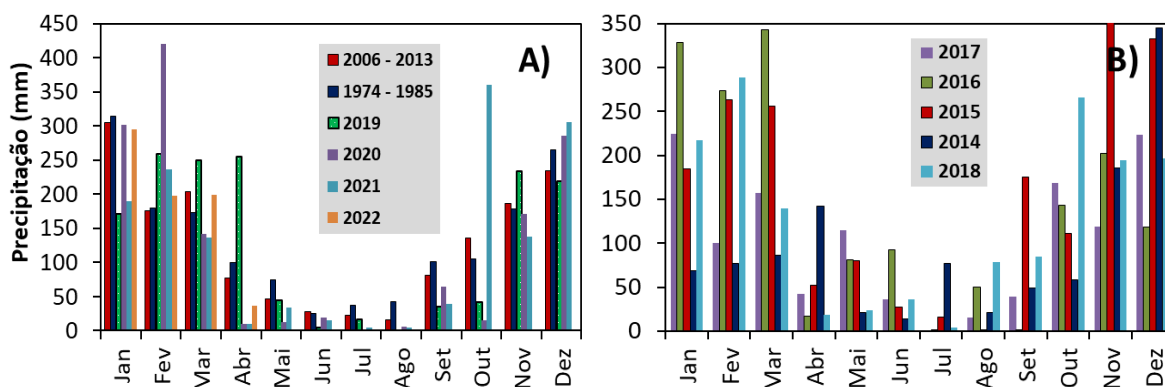 Precipitação (mm)
450
400
350
300
250
200
150
100
50
0
A)
2006 - 2013
1974 - 1985
2019
2020
2021
2022
Jan
Fev
Mar
Abr
Mai
Jun
Jul
Ago
Set
Out
Nov
Dez
350
300
250
200
150
100
50
0
B)
2017
2016
2015
2014
2018
Jan
Fev
Mar
Abr
Mai
Jun
Jul
Ago
Set
Out
Nov
Dez